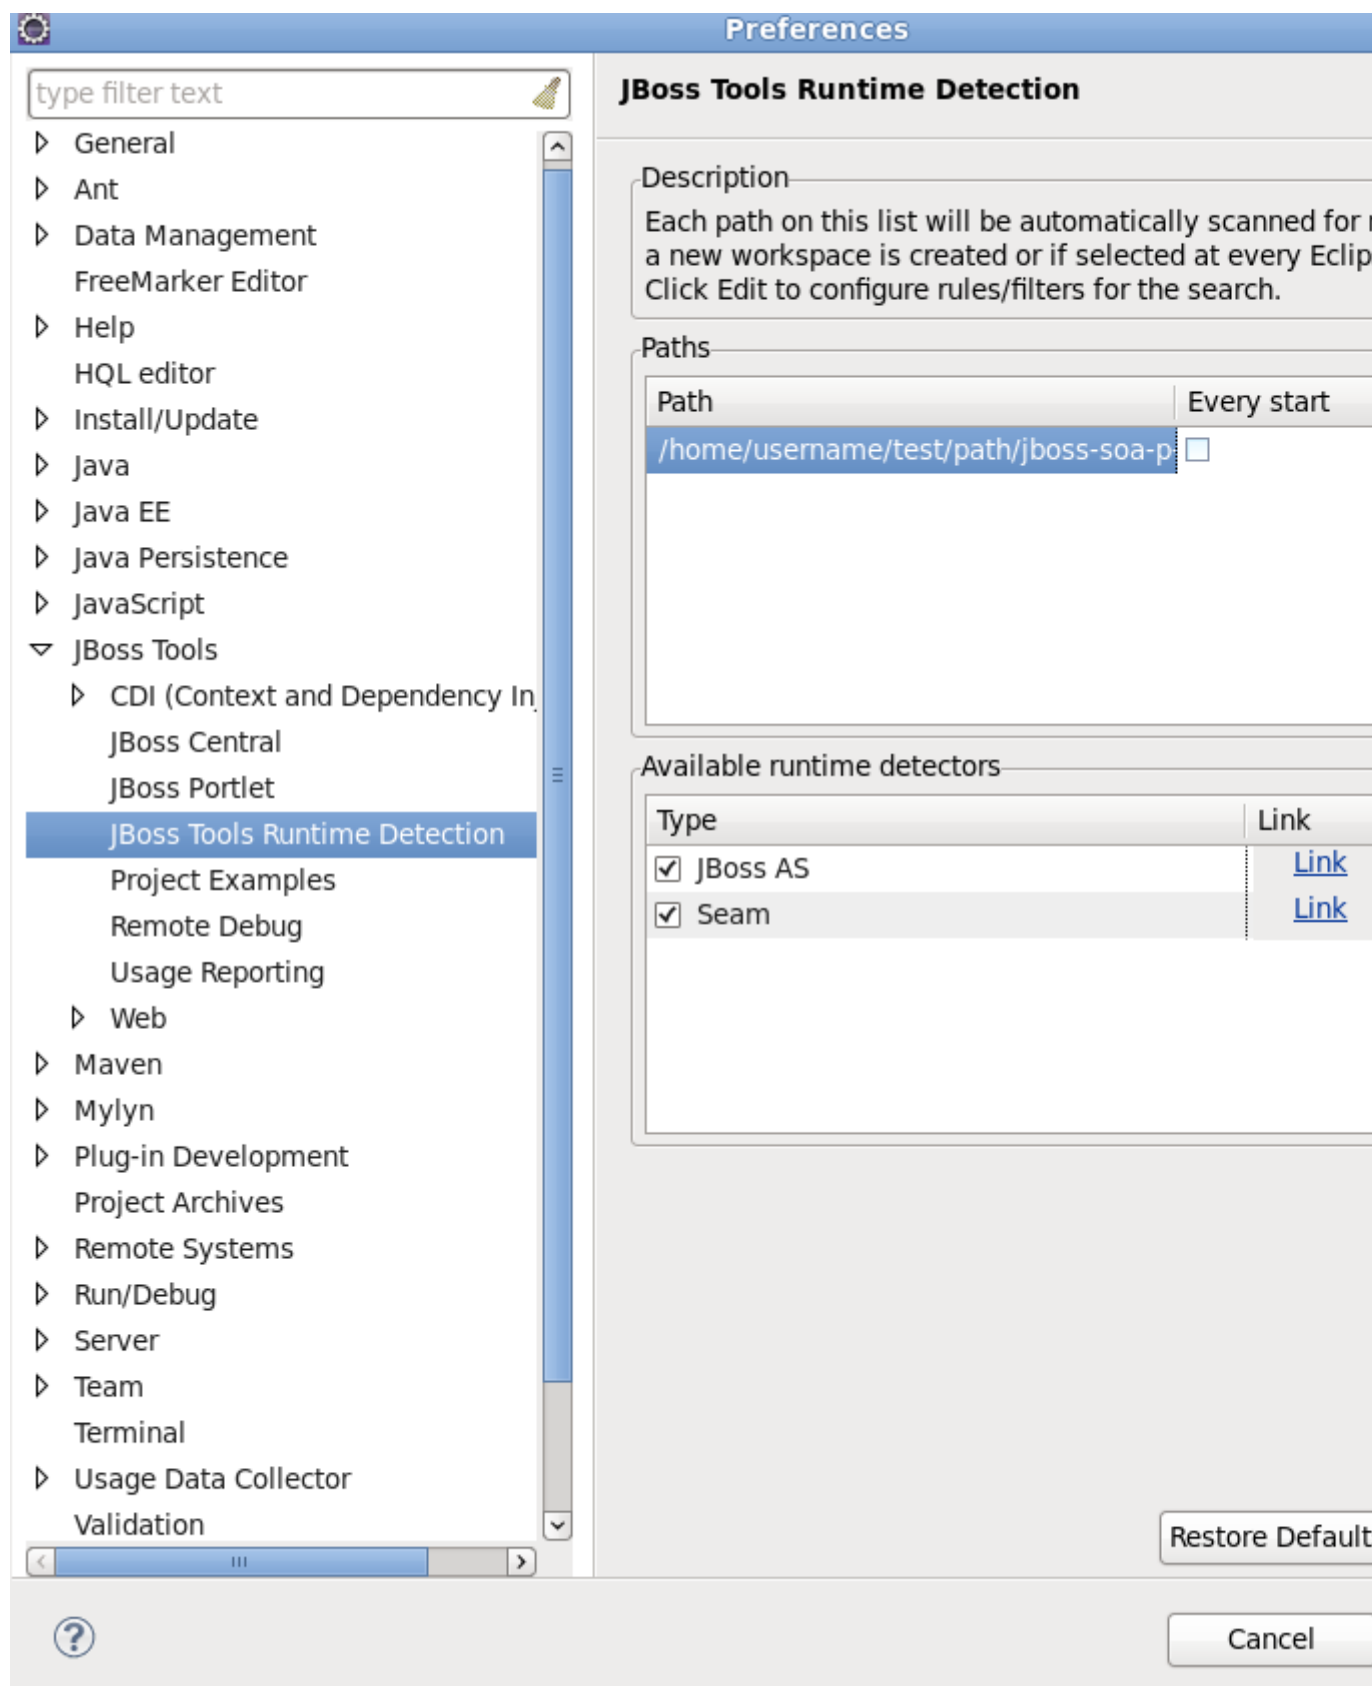 Preferences
type filter text
General
Ant
Data Management
FreeMarker Editor
Help
HQL editor
Install/Update
Java
Java EE
Java Persistence
JavaScript
JBoss Tools
CDI (Context and Dependency In
JBoss Central
JBoss Portlet
JBoss Tools Runtime Detection
Project Examples
Remote Debug
Usage Reporting
Web
Maven
Mylyn
Plug-in Development
Project Archives
Remote Systems
Run/Debug
Server
Team
Terminal
Usage Data Collector
Validation
JBoss Tools Runtime Detection
Description
Each path on this list will be automatically scanned for
a new workspace is created or if selected at every Eclip
Click Edit to configure rules/filters for the search.
Paths
Path Every start
/home/username/test/path/jboss-soa-p
Available runtime detectors
Type Link
JBoss AS Link
Seam Link
Restore Default
Cancel